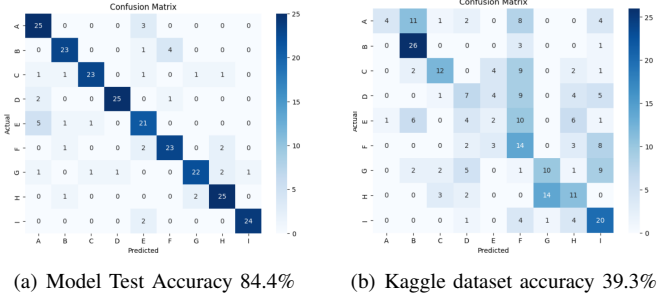 Confusion Matrix
A 25 0 0 0 3 0 0 0 0
B 0 23 0 0 1 4 0 0 0
C 1 1 23 0 1 0 1 1 0
D 2 0 0 25 0 1 0 0 0
E 5 1 1 0 21 0 0 0 0
F 0 1 0 0 2 23 0 2 0
G 1 0 1 1 0 0 22 2 1
H 0 1 0 0 0 0 2 25 0
I 0 0 0 0 2 0 0 0 24
A B C D E F G H I
Actual
Predicted
25
20
15
10
5
0
(a) Model Test Accuracy 84.4%
Confusion Matrix
A 4 11 1 2 0 8 0 0 4
B 0 26 0 0 0 3 0 0 1
C 0 2 12 0 4 9 0 2 1
D 0 0 0 7 4 9 0 4 5
E 1 6 0 4 2 10 0 6 1
F 0 0 0 2 3 14 0 3 8
G 0 2 2 5 0 1 10 1 9
H 0 0 3 2 0 0 14 11 0
I 0 0 0 1 0 4 1 4 20
A B C D E F G H I
Actual
Predicted
25
20
15
10
5
0
(b) Kaggle dataset accuracy 39.3%